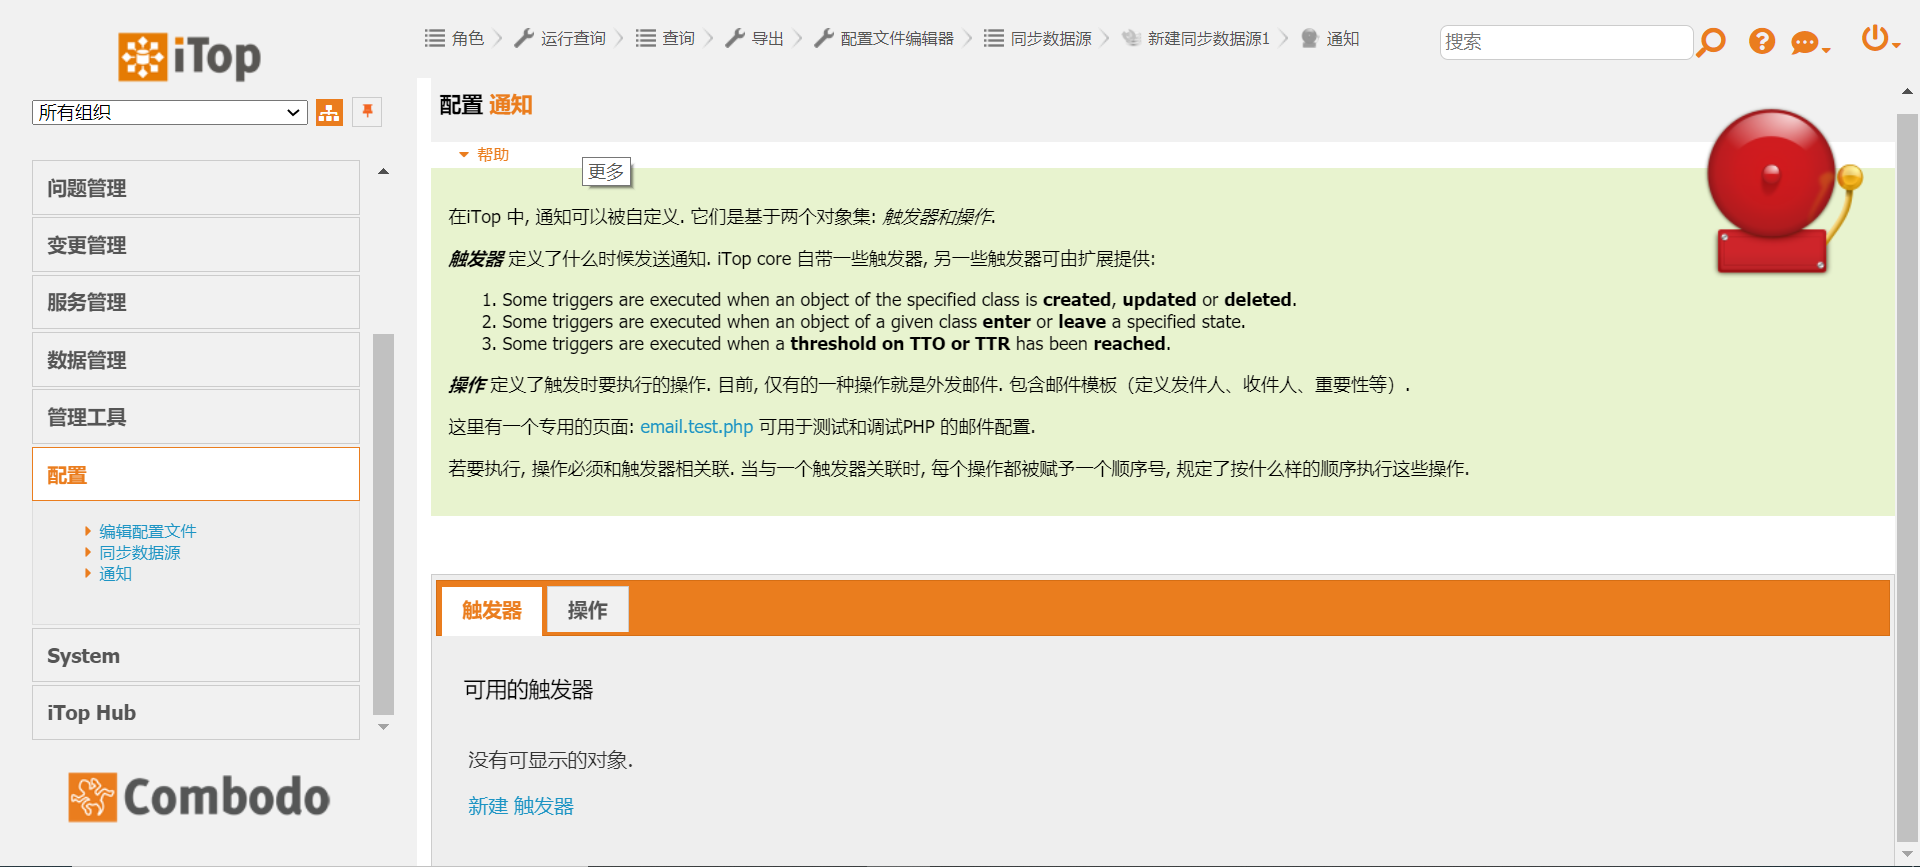 iTop
角色 运行查询 查询 导出 配置文件编辑器 同步数据源 新建同步数据源1 通知
搜索
所有组织
问题管理
变更管理
服务管理
数据管理
管理工具
配置
编辑配置文件
同步数据源
通知
System
iTop Hub
Combodo
配置 通知
帮助
更多
在iTop 中, 通知可以被自定义. 它们是基于两个对象集: 触发器和操作.
触发器 定义了什么时候发送通知. iTop core 自带一些触发器, 另一些触发器可由扩展提供:
1. Some triggers are executed when an object of the specified class is created, updated or deleted.
2. Some triggers are executed when an object of a given class enter or leave a specified state.
3. Some triggers are executed when a threshold on TTO or TTR has been reached.
操作 定义了触发时要执行的操作. 目前, 仅有的一种操作就是外发邮件. 包含邮件模板（定义发件人、收件人、重要性等）.
这里有一个专用的页面: email.test.php 可用于测试和调试PHP 的邮件配置.
若要执行, 操作必须和触发器相关联. 当与一个触发器关联时, 每个操作都被赋予一个顺序号, 规定了按什么样的顺序执行这些操作.
触发器 操作
可用的触发器
没有可显示的对象.
新建 触发器